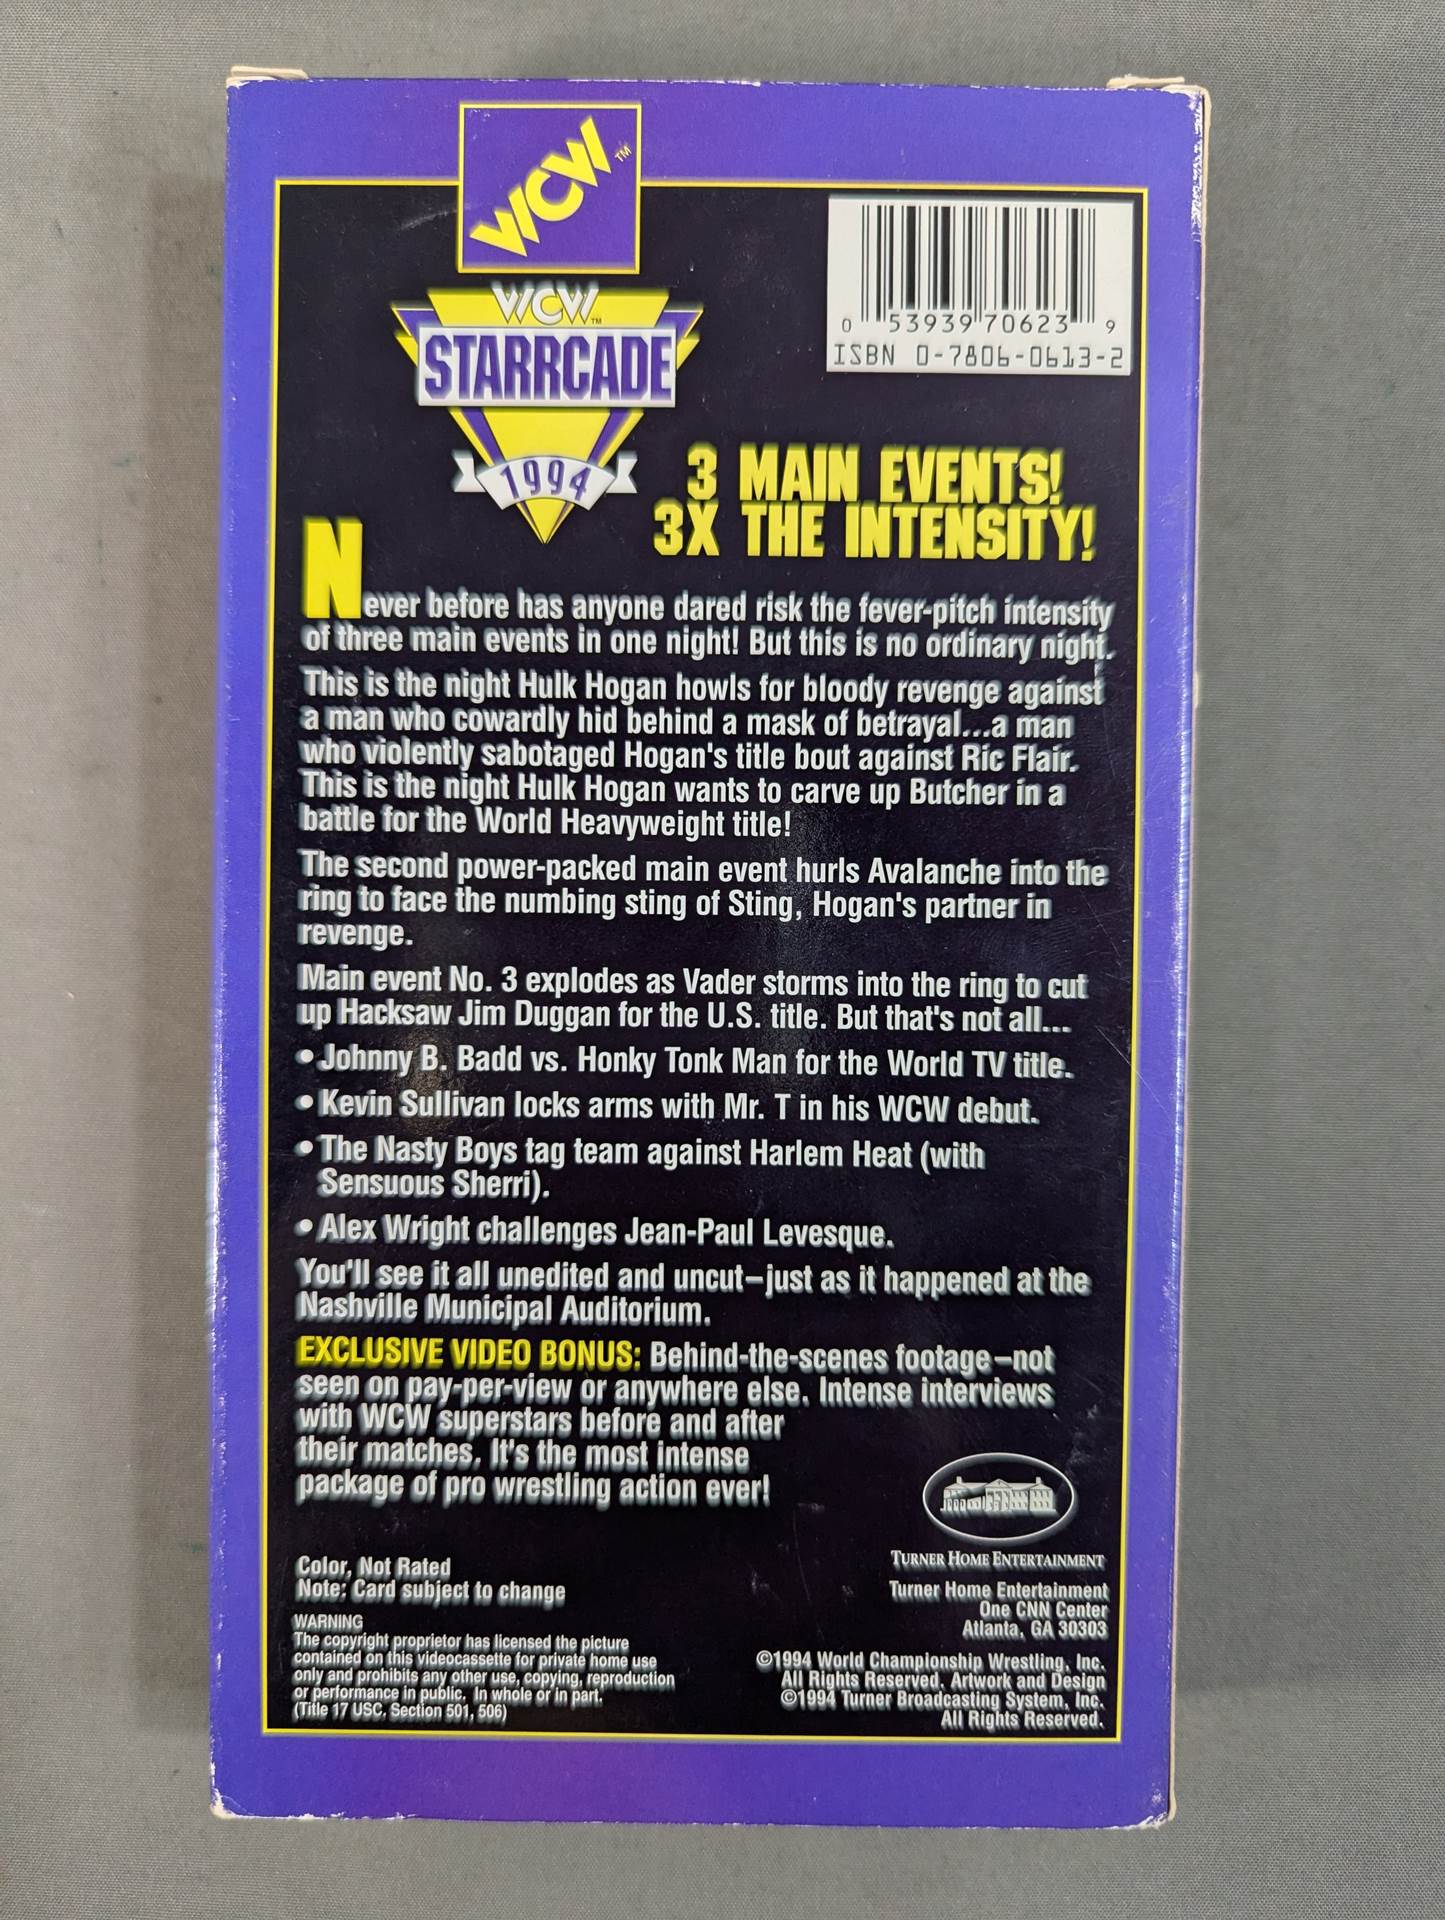 WCW™
WCW™
STARRCADE
1994
0 53939 70623 9
ISBN 0-7806-0613-2
3 MAIN EVENTS!
3X THE INTENSITY!
Never before has anyone dared risk the fever-pitch intensity
of three main events in one night! But this is no ordinary night.
This is the night Hulk Hogan howls for bloody revenge against
a man who cowardly hid behind a mask of betrayal...a man
who violently sabotaged Hogan's title bout against Ric Flair.
This is the night Hulk Hogan wants to carve up Butcher in a
battle for the World Heavyweight title!
The second power-packed main event hurls Avalanche into the
ring to face the numbing sting of Sting, Hogan's partner in
revenge.
Main event No. 3 explodes as Vader storms into the ring to cut
up Hacksaw Jim Duggan for the U.S. title. But that's not all...
• Johnny B. Badd vs. Honky Tonk Man for the World TV title.
• Kevin Sullivan locks arms with Mr. T in his WCW debut.
• The Nasty Boys tag team against Harlem Heat (with
Sensuous Sherri).
• Alex Wright challenges Jean-Paul Levesque.
You'll see it all unedited and uncut–just as it happened at the
Nashville Municipal Auditorium.
EXCLUSIVE VIDEO BONUS: Behind-the-scenes footage–not
seen on pay-per-view or anywhere else. Intense interviews
with WCW superstars before and after
their matches. It's the most intense
package of pro wrestling action ever!
Color, Not Rated
Note: Card subject to change
WARNING
The copyright proprietor has licensed the picture
contained on this videocassette for private home use
only and prohibits any other use, copying, reproduction
or performance in public, In whole or in part.
(Title 17 USC, Section 501, 506)
TURNER HOME ENTERTAINMENT
Turner Home Entertainment
One CNN Center
Atlanta, GA 30303
©1994 World Championship Wrestling, Inc.
All Rights Reserved. Artwork and Design
©1994 Turner Broadcasting System, Inc.
All Rights Reserved.